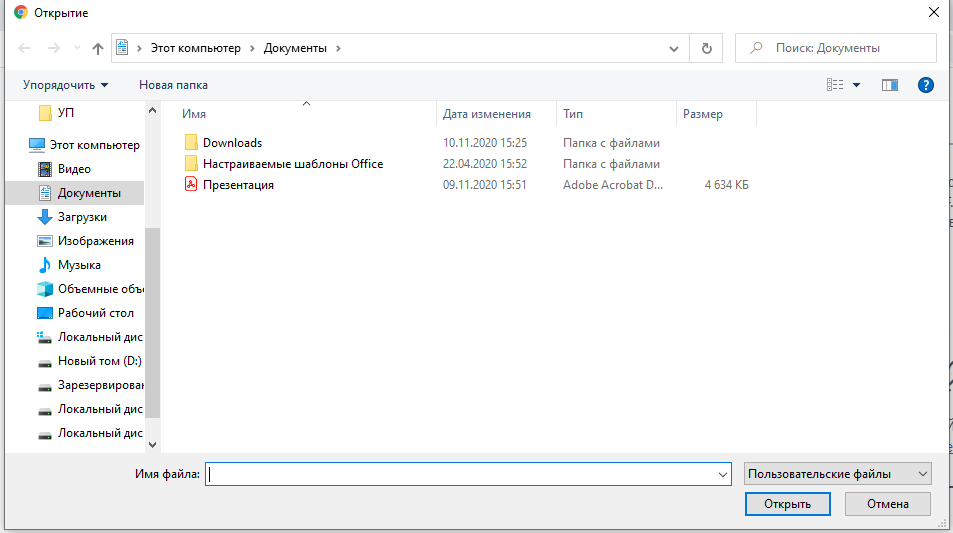 Открытие
Этот компьютер > Документы >
Поиск: Документы
Упорядочить
Новая папка
УП
Этот компьютер
Видео
Документы
Загрузки
Изображения
Музыка
Объемные объ
Рабочий стол
Локальный дис
Новый том (D:)
Зарезервирован
Локальный дис
Локальный дис
Имя Дата изменения Тип Размер
Downloads 10.11.2020 15:25 Папка с файлами
Настраиваемые шаблоны Office 22.04.2020 15:52 Папка с файлами
Презентация 09.11.2020 15:51 Adobe Acrobat D... 4 634 КБ
Имя файла:
Пользовательские файлы
Открыть
Отмена